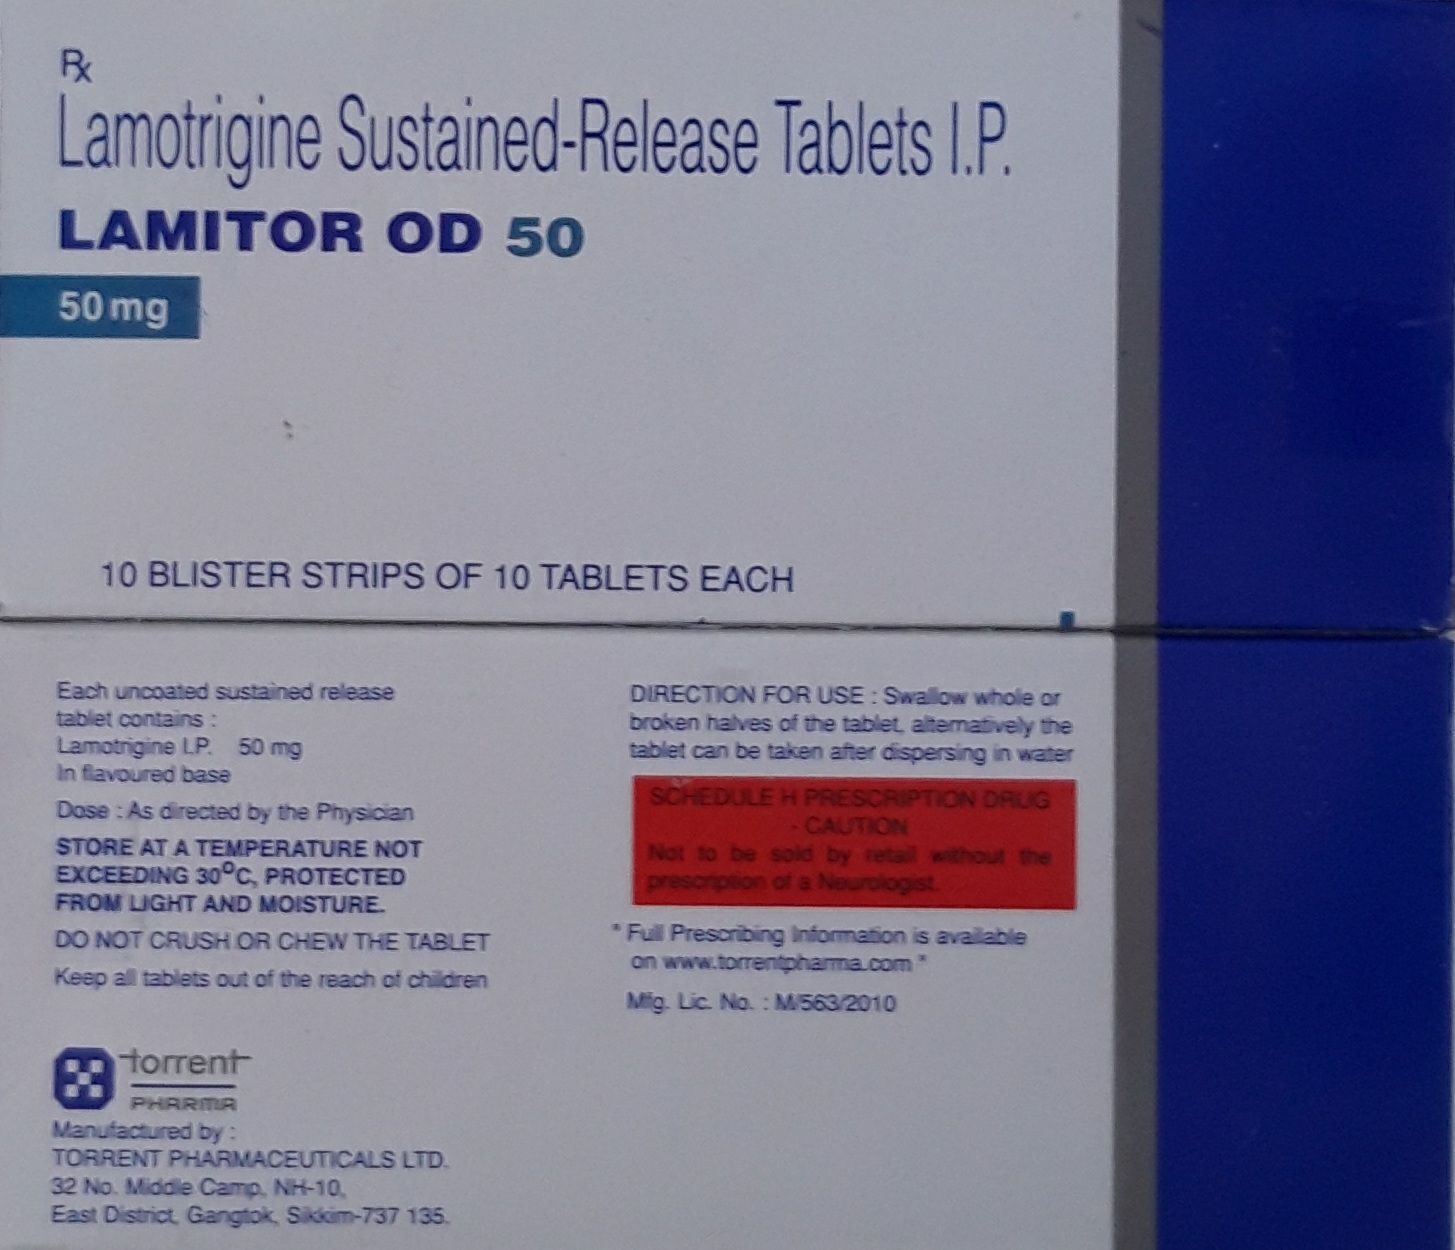 Rx
Lamotrigine Sustained-Release Tablets I.P.
LAMITOR OD 50
50 mg
10 BLISTER STRIPS OF 10 TABLETS EACH
Each uncoated sustained release
tablet contains :
Lamotrigine I.P. 50 mg
In flavoured base
Dose : As directed by the Physician
STORE AT A TEMPERATURE NOT
EXCEEDING 30°C, PROTECTED
FROM LIGHT AND MOISTURE.
DO NOT CRUSH OR CHEW THE TABLET
Keep all tablets out of the reach of children
torrent
PHARMA
Manufactured by :
TORRENT PHARMACEUTICALS LTD.
32 No. Middle Camp, NH-10,
East District, Gangtok, Sikkim-737 135.
DIRECTION FOR USE : Swallow whole or
broken halves of the tablet, alternatively the
tablet can be taken after dispersing in water
SCHEDULE H PRESCRIPTION DRUG
- CAUTION
Not to be sold by retail without the
prescription of a Neurologist.
* Full Prescribing Information is available
on www.torrentpharma.com *
Mfg. Lic. No. : M/563/2010